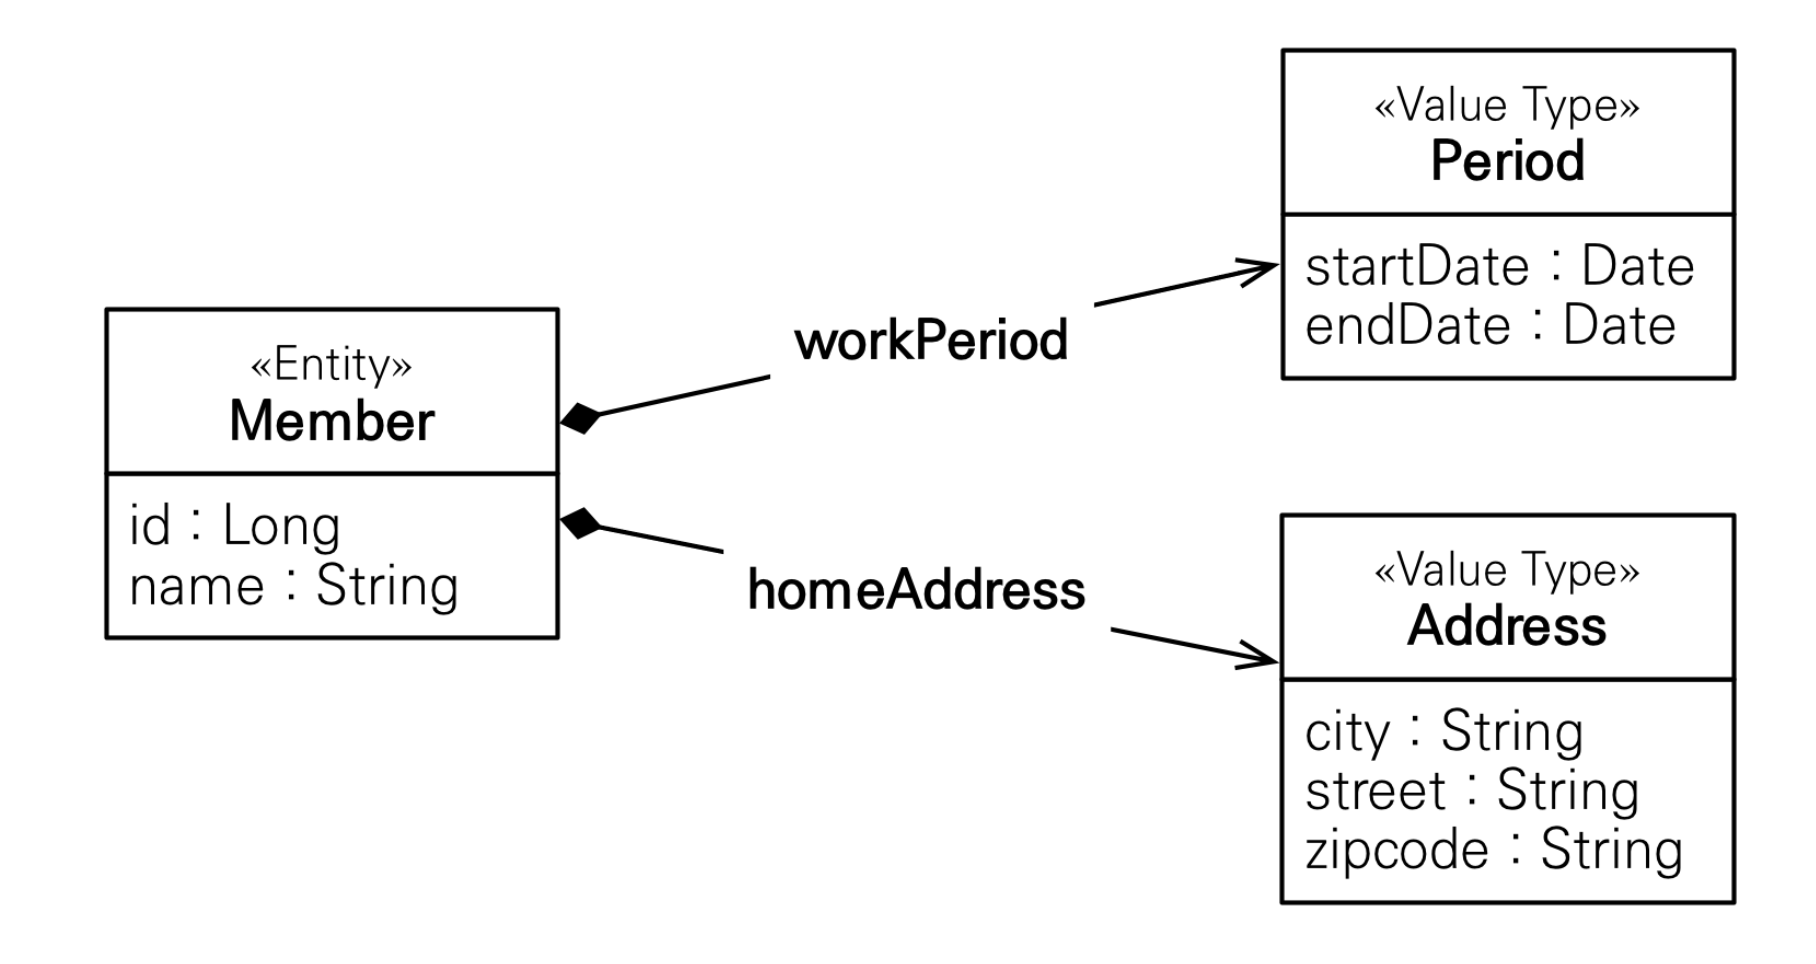 «Entity»
Member
id : Long
name : String
workPeriod
homeAddress
«Value Type»
Period
startDate : Date
endDate : Date
«Value Type»
Address
city : String
street : String
zipcode : String